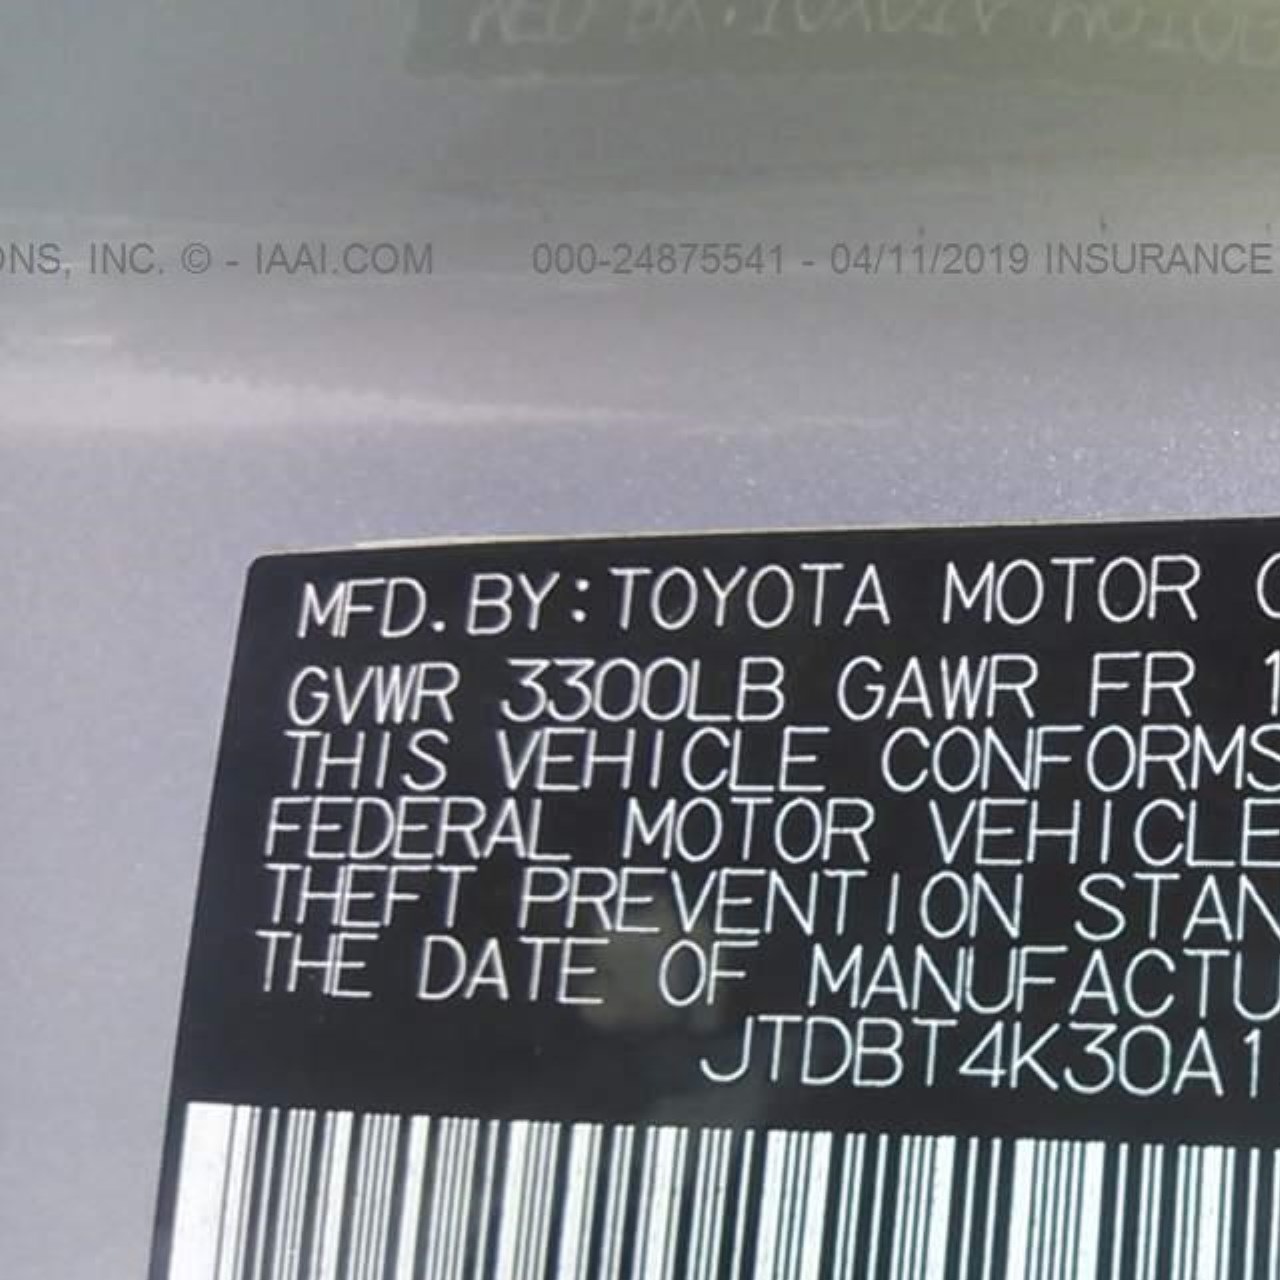 ONS, INC. © - IAAI.COM 000-24875541 - 04/11/2019 INSURANCE
MFD. BY: TOYOTA MOTOR
GVWR 3300LB GAWR FR 1
THIS VEHICLE CONFORMS
FEDERAL MOTOR VEHICLE
THEFT PREVENTION STAN
THE DATE OF MANUFACTU
JTDBT4K30A1